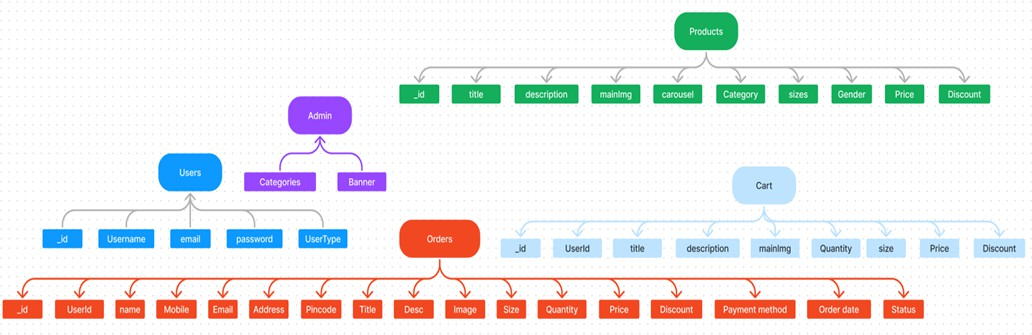 Products
_id title description mainImg carousel Category sizes Gender Price Discount
Admin
Categories Banner
Users
_id Username email password UserType
Cart
_id UserId title description mainImg Quantity size Price Discount
Orders
_id UserId name Mobile Email Address Pincode Title Desc Image Size Quantity Price Discount Payment method Order date Status